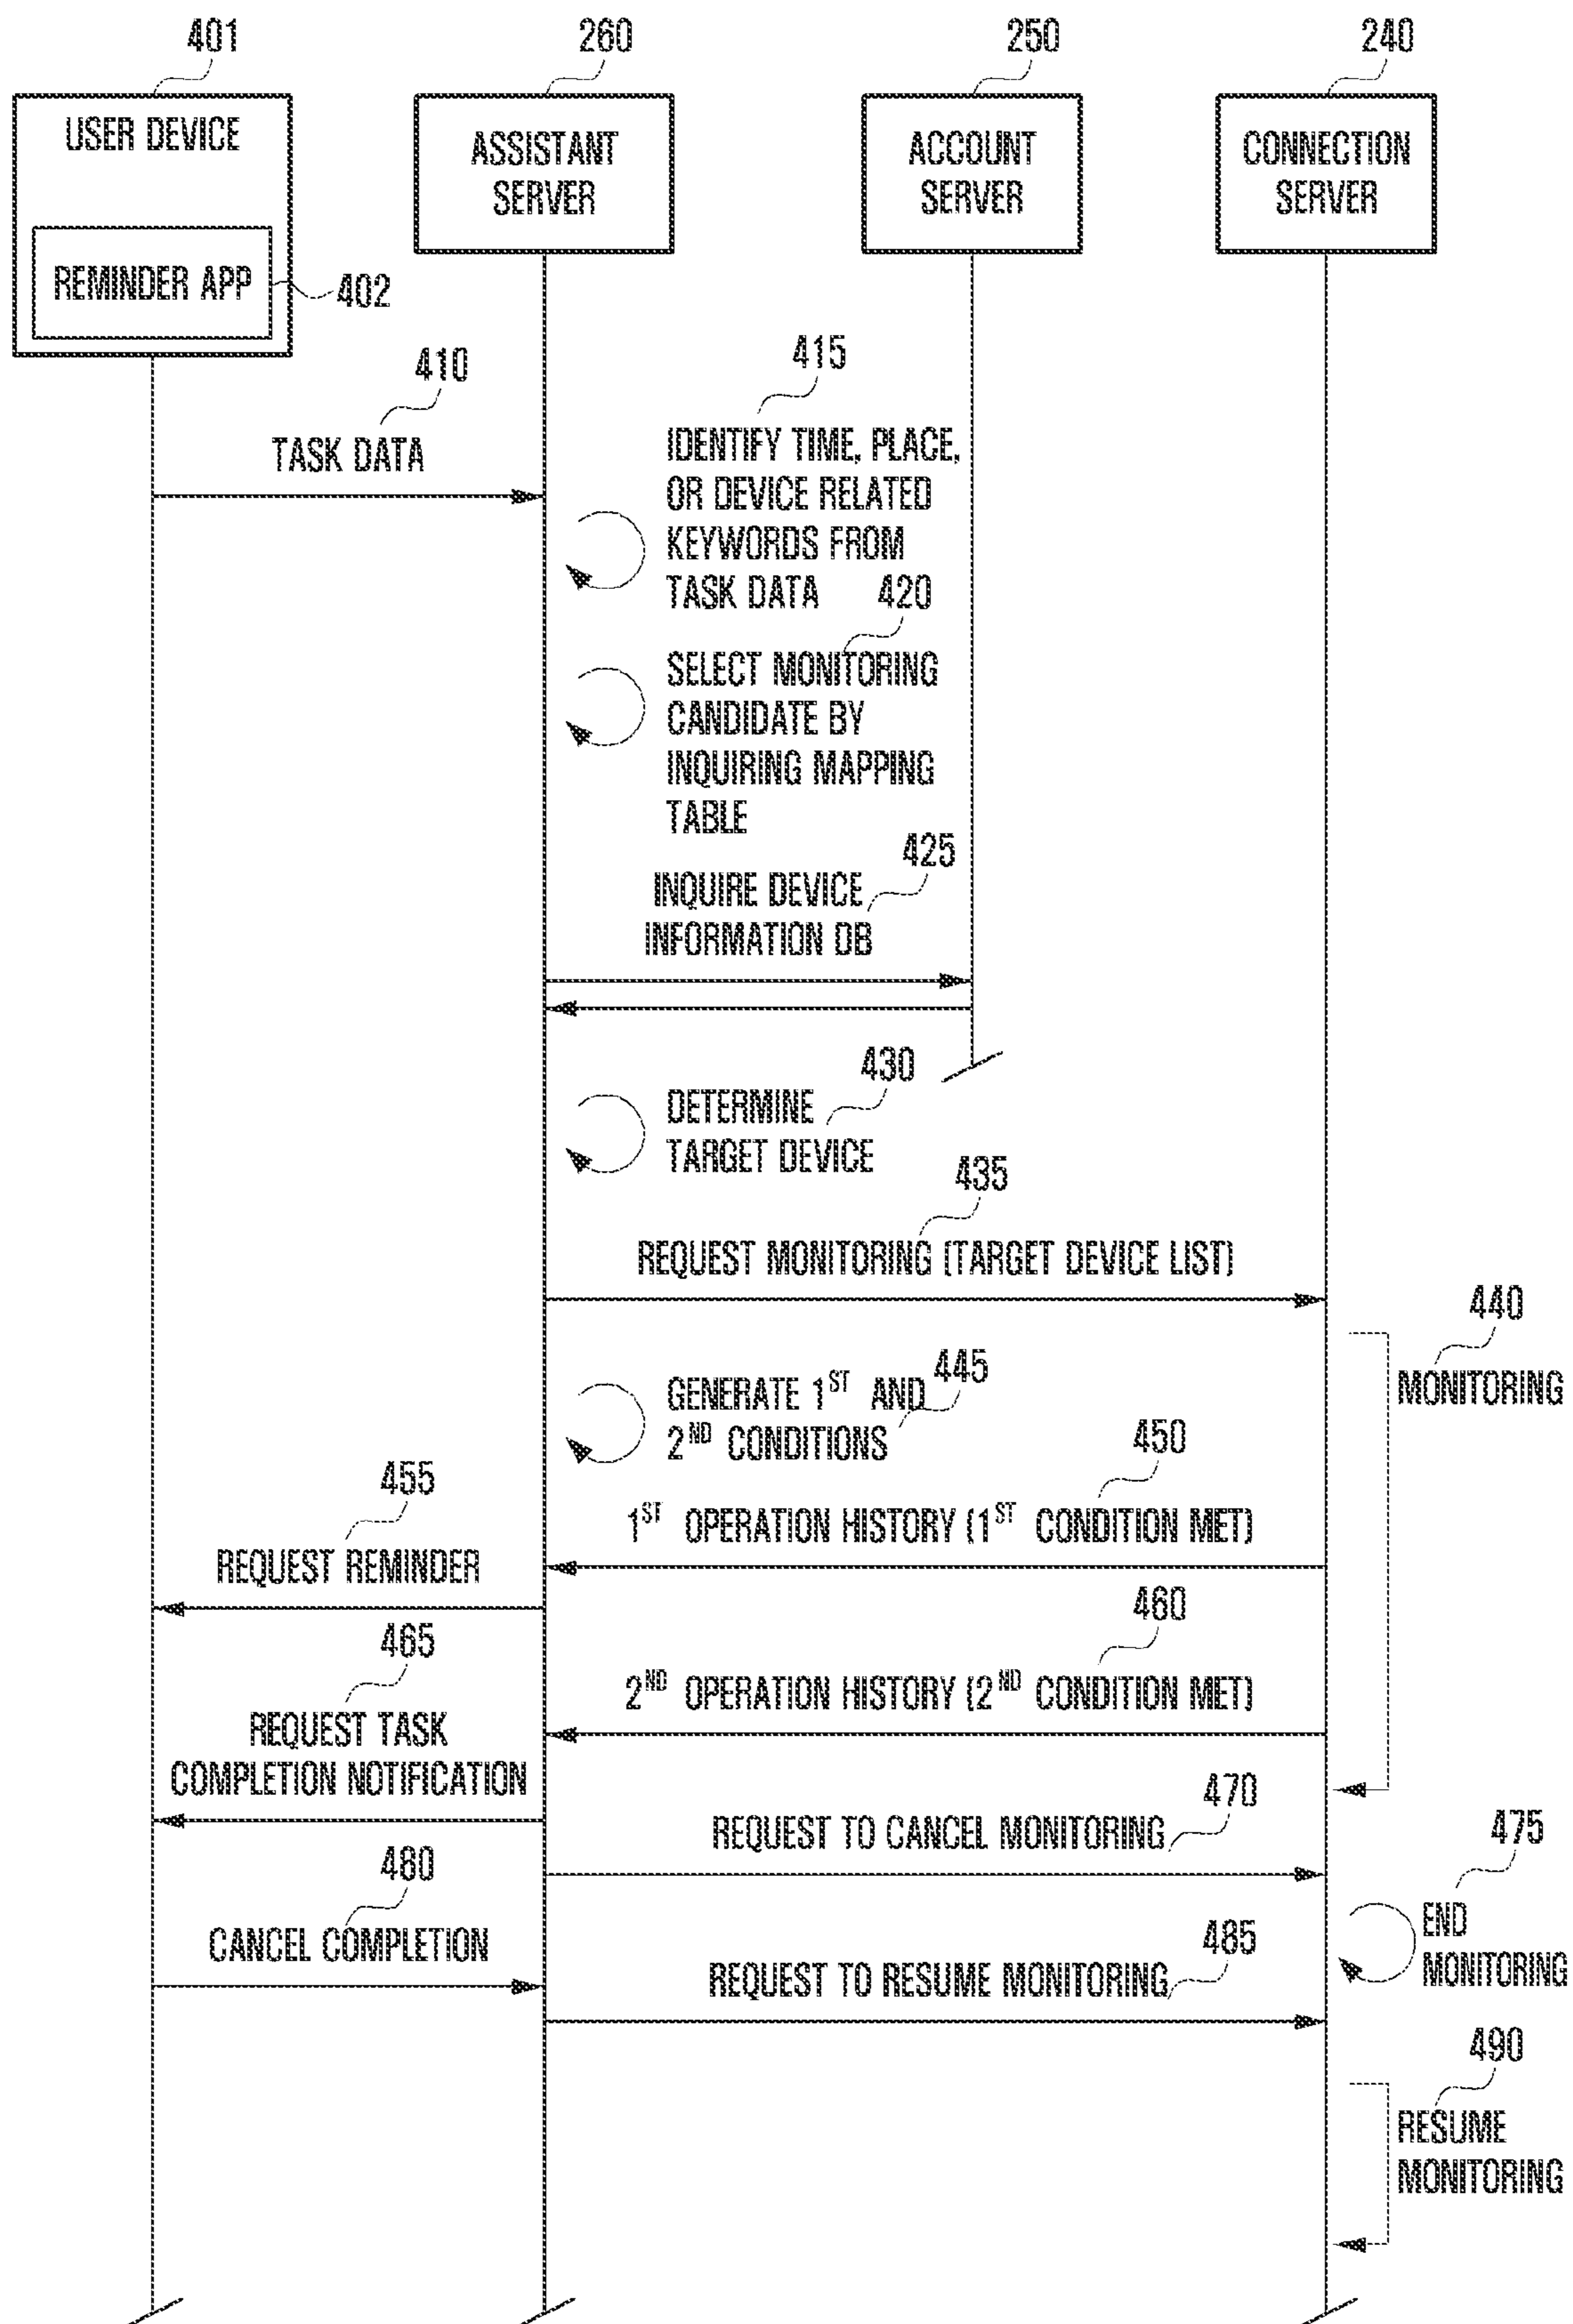 401
260
250
240
USER DEVICE
REMINDER APP
402
ASSISTANT
SERVER
ACCOUNT
SERVER
CONNECTION
SERVER
410
TASK DATA
415
IDENTIFY TIME, PLACE,
OR DEVICE RELATED
KEYWORDS FROM
TASK DATA
420
SELECT MONITORING
CANDIDATE BY
INQUIRING MAPPING
TABLE
425
INQUIRE DEVICE
INFORMATION DB
430
DETERMINE
TARGET DEVICE
435
REQUEST MONITORING (TARGET DEVICE LIST)
440
MONITORING
445
GENERATE 1ST AND
2ND CONDITIONS
450
1ST OPERATION HISTORY (1ST CONDITION MET)
455
REQUEST REMINDER
460
2ND OPERATION HISTORY (2ND CONDITION MET)
465
REQUEST TASK
COMPLETION NOTIFICATION
470
REQUEST TO CANCEL MONITORING
475
END
MONITORING
480
CANCEL COMPLETION
485
REQUEST TO RESUME MONITORING
490
RESUME
MONITORING